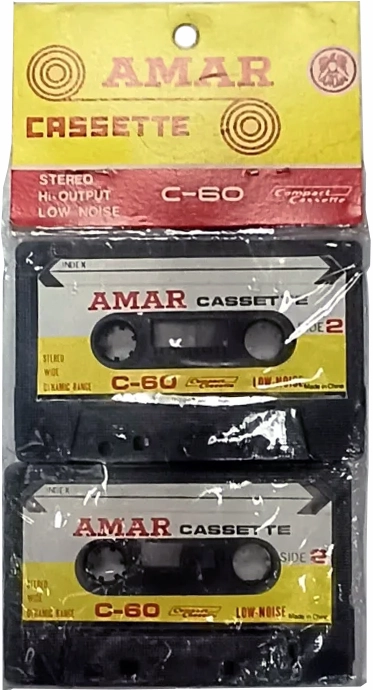 AMAR
CASSETTE
STEREO
Hi-OUTPUT
LOW NOISE
C-60
Compact Cassette
INDEX
AMAR CASSETTE
SIDE 2
STEREO
WIDE
DYNAMIC RANGE
C-60
Compact Cassette
LOW-NOISE
Made in China
INDEX
AMAR CASSETTE
SIDE 2
STEREO
WIDE
DYNAMIC RANGE
C-60
Compact Cassette
LOW-NOISE
Made in China